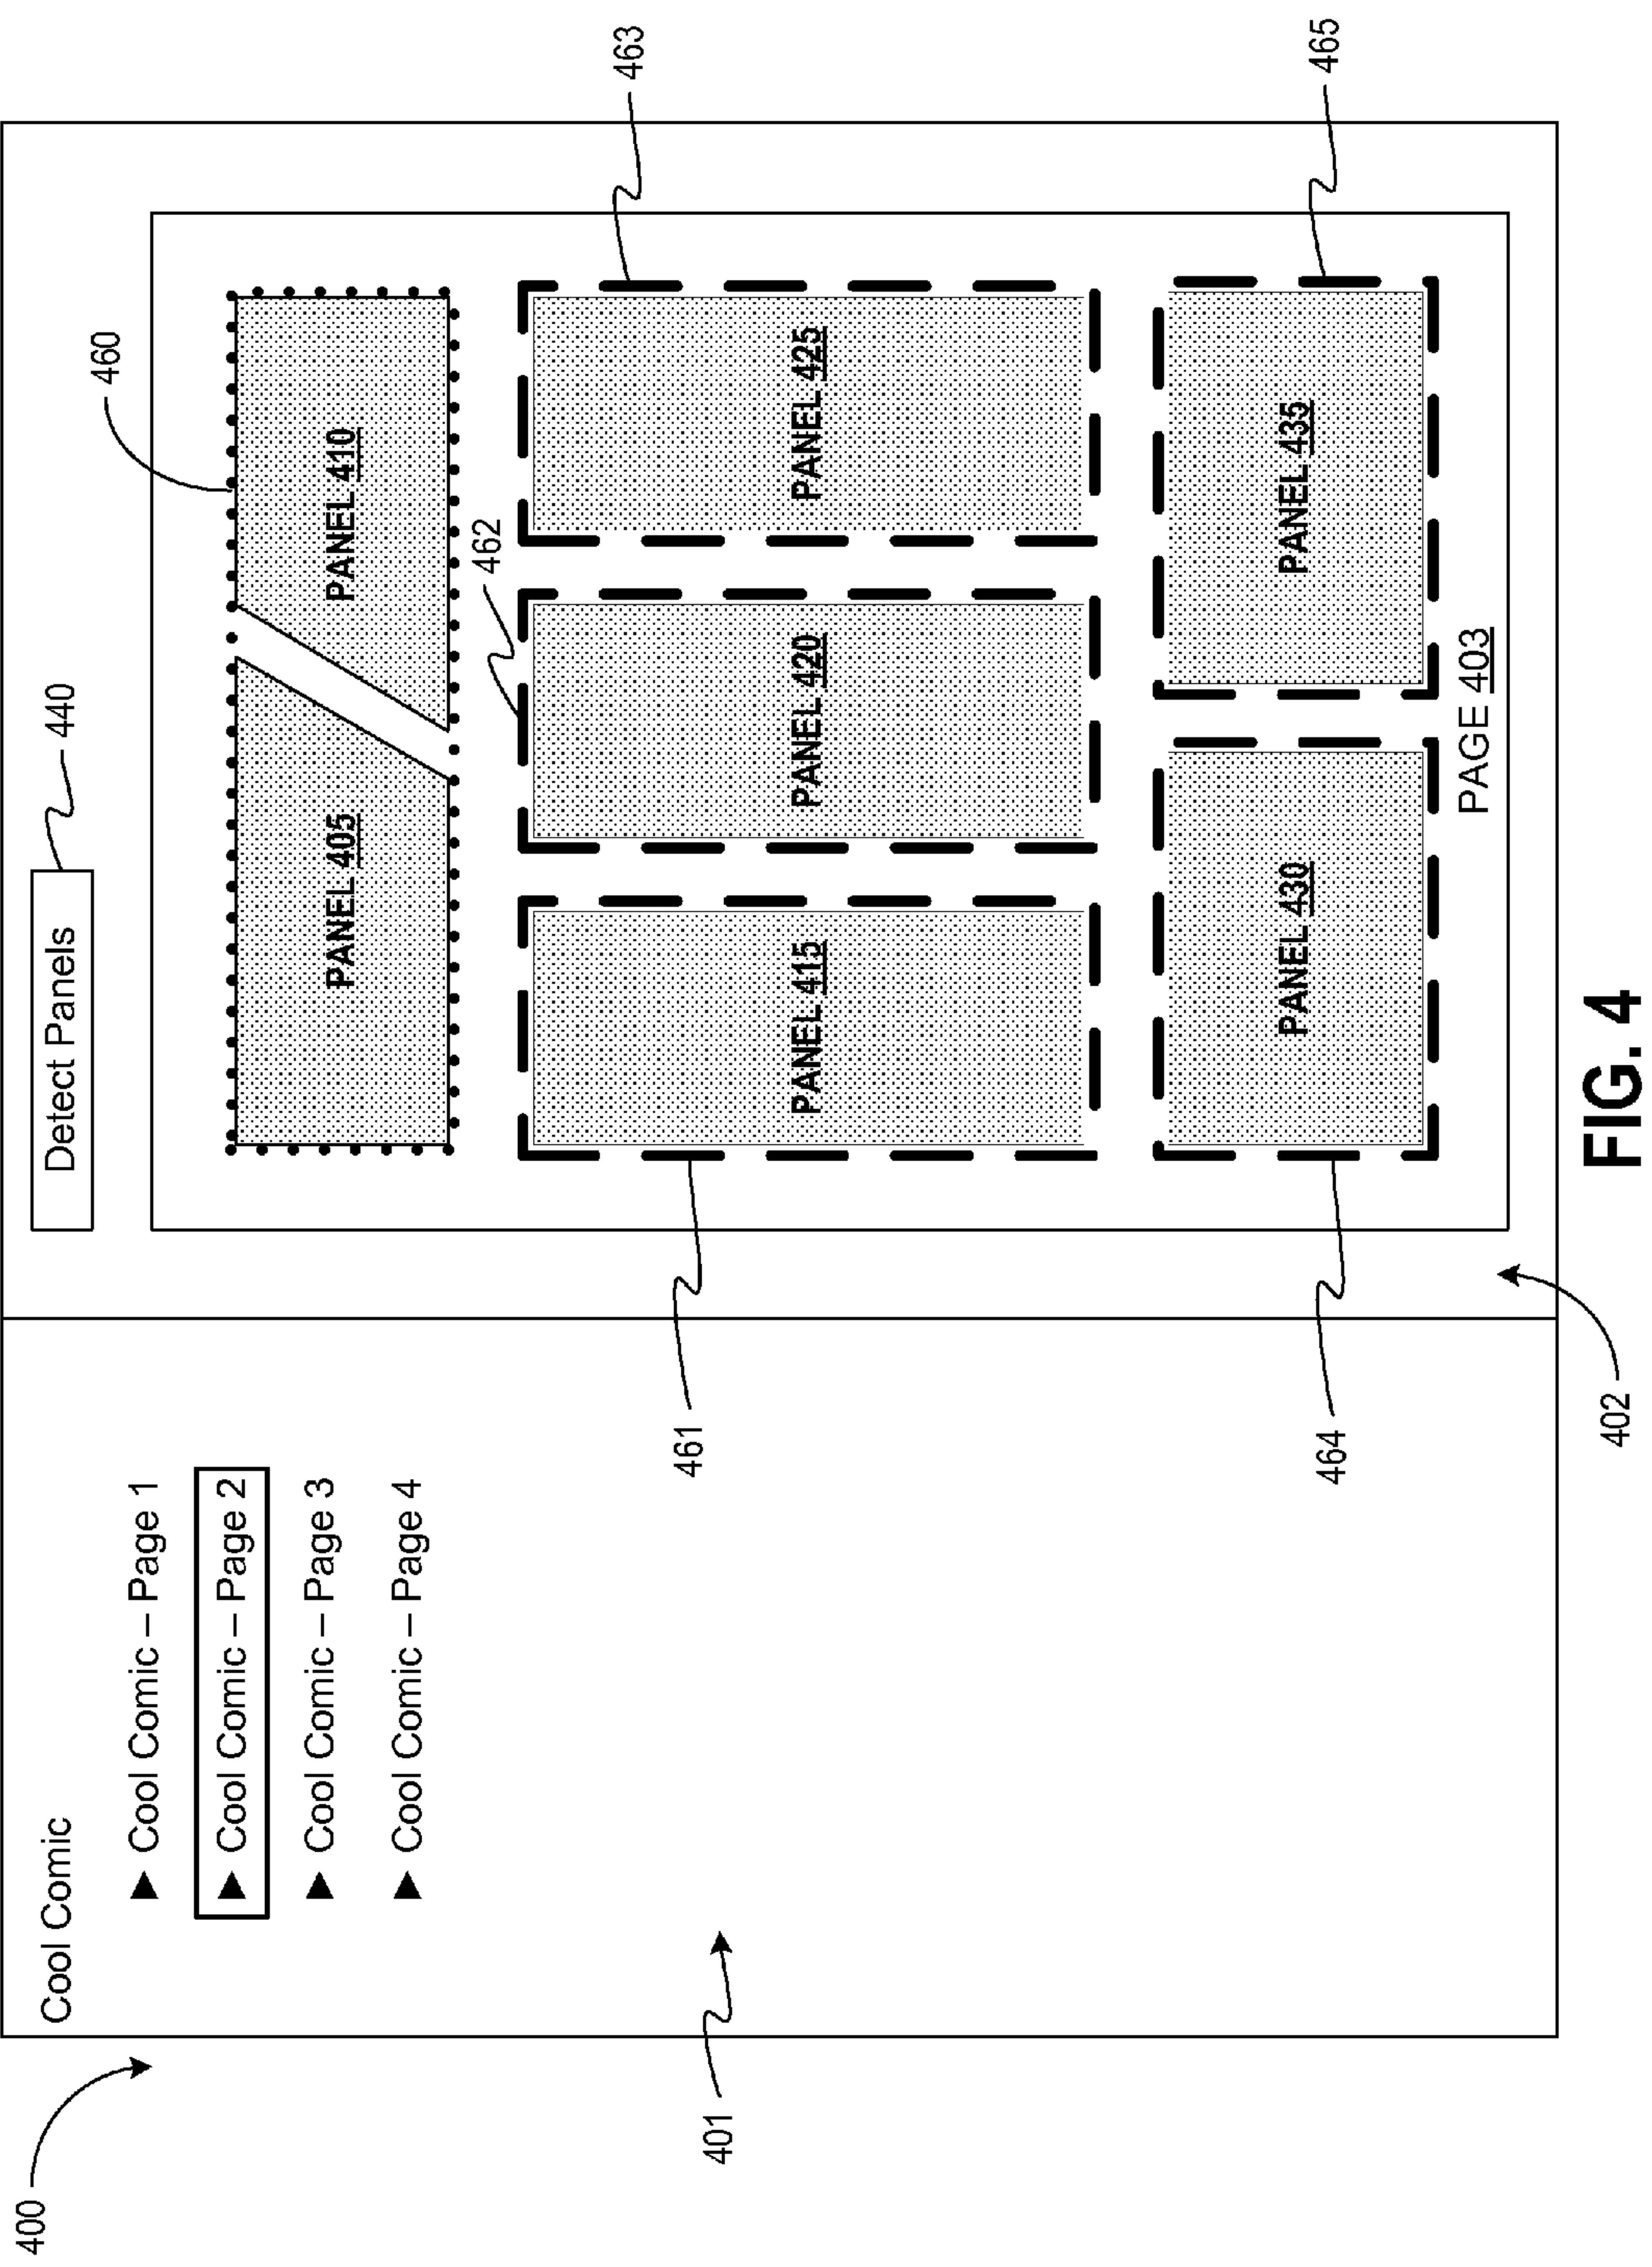 400
Cool Comic
► Cool Comic – Page 1
► Cool Comic – Page 2
► Cool Comic – Page 3
► Cool Comic – Page 4
401
Detect Panels
440
460
PANEL 405
PANEL 410
462
463
PANEL 415
PANEL 420
PANEL 425
461
PANEL 430
PANEL 435
464
465
PAGE 403
402
FIG. 4